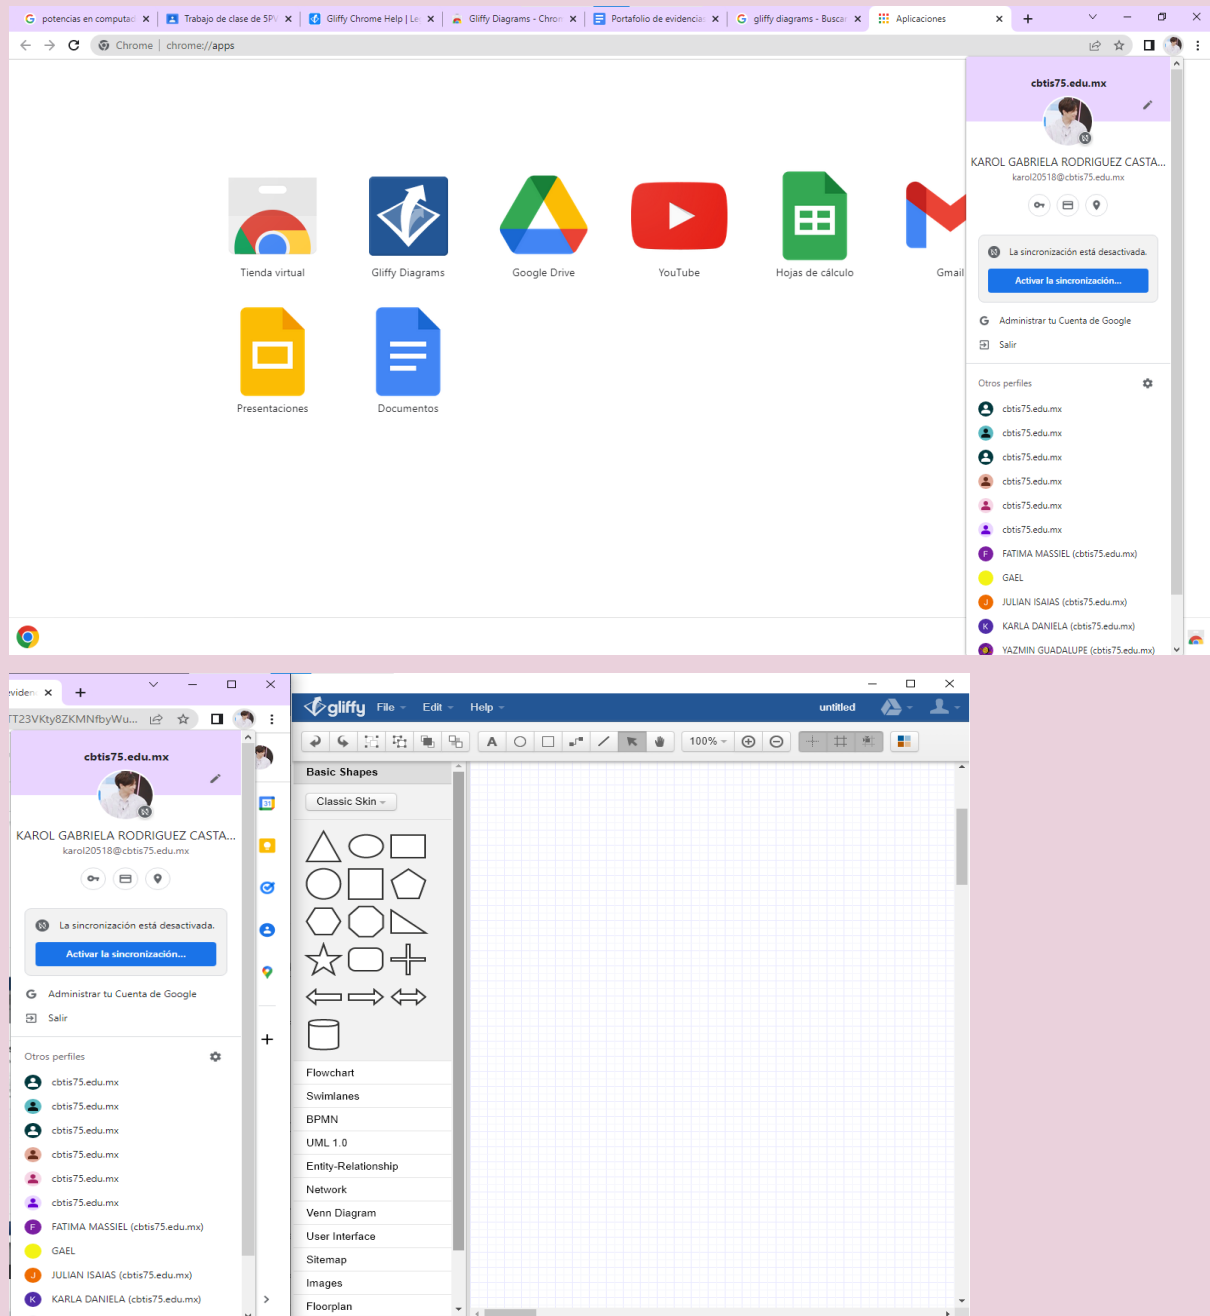 potencias en computad
Trabajo de clase de 5PV
Gliffy Chrome Help | Le
Gliffy Diagrams - Chrom
Portafolio de evidencias
gliffy diagrams - Buscar
Aplicaciones
Chrome | chrome://apps
cbtis75.edu.mx
KAROL GABRIELA RODRIGUEZ CASTA...
karol20518@cbtis75.edu.mx
La sincronización está desactivada.
Activar la sincronización...
Administrar tu Cuenta de Google
Salir
Otros perfiles
cbtis75.edu.mx
cbtis75.edu.mx
cbtis75.edu.mx
cbtis75.edu.mx
cbtis75.edu.mx
cbtis75.edu.mx
F FATIMA MASSIEL (cbtis75.edu.mx)
GAEL
J JULIAN ISAIAS (cbtis75.edu.mx)
K KARLA DANIELA (cbtis75.edu.mx)
YAZMIN GUADALUPE (cbtis75.edu.mx)
Tienda virtual
Gliffy Diagrams
Google Drive
YouTube
Hojas de cálculo
Gmail
Presentaciones
Documentos
eviden
TT23VKty8ZKMNfbyWu...
cbtis75.edu.mx
KAROL GABRIELA RODRIGUEZ CASTA...
karol20518@cbtis75.edu.mx
La sincronización está desactivada.
Activar la sincronización...
Administrar tu Cuenta de Google
Salir
Otros perfiles
cbtis75.edu.mx
cbtis75.edu.mx
cbtis75.edu.mx
cbtis75.edu.mx
cbtis75.edu.mx
cbtis75.edu.mx
F FATIMA MASSIEL (cbtis75.edu.mx)
GAEL
J JULIAN ISAIAS (cbtis75.edu.mx)
K KARLA DANIELA (cbtis75.edu.mx)
31
gliffy File Edit Help untitled
A 100%
Basic Shapes
Classic Skin
Flowchart
Swimlanes
BPMN
UML 1.0
Entity-Relationship
Network
Venn Diagram
User Interface
Sitemap
Images
Floorplan